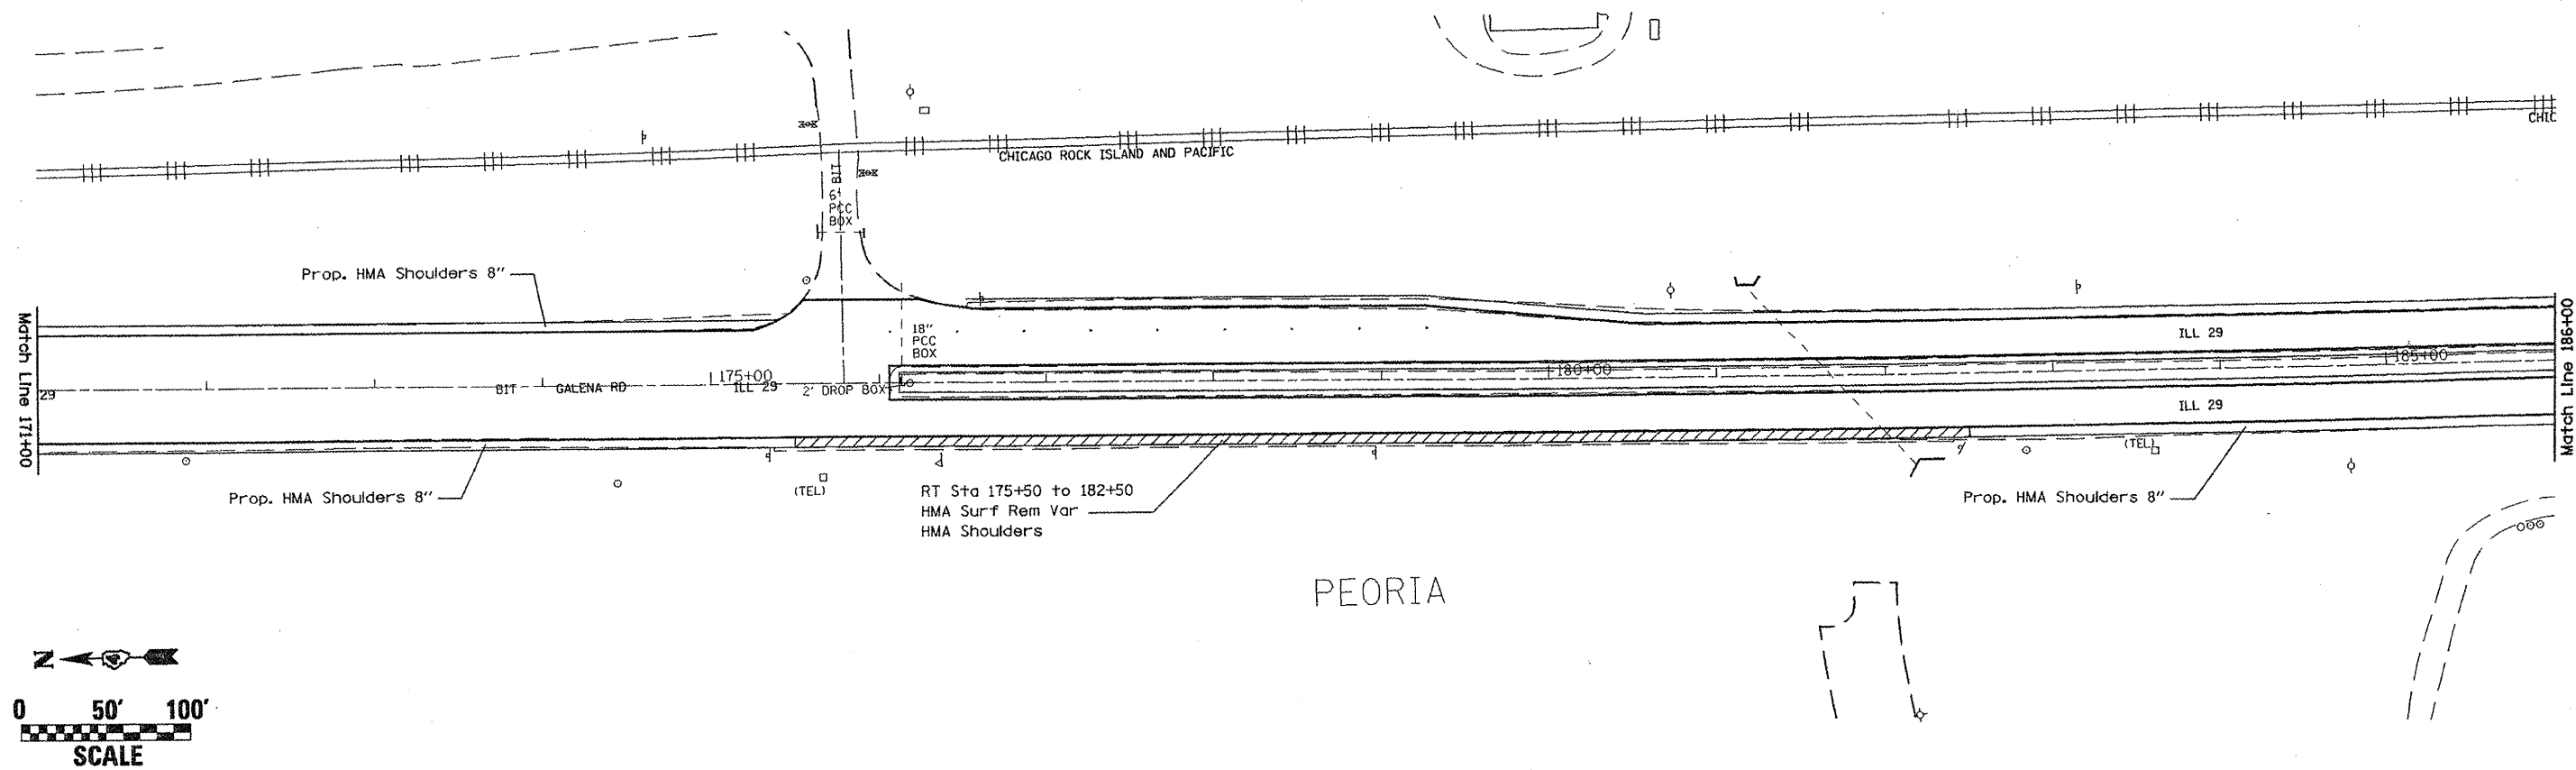 CHIC
CHICAGO ROCK ISLAND AND PACIFIC
BIT
6'
PCC
BOX
Prop. HMA Shoulders 8"
Match Line 171+00
Match Line 186+00
18"
PCC
BOX
ILL 29
185+00
180+00
175+00
29
BIT
GALENA RD
ILL 29
2' DROP BOX
ILL 29
Prop. HMA Shoulders 8"
(TEL)
RT Sta 175+50 to 182+50
HMA Surf Rem Var
HMA Shoulders
(TEL)
Prop. HMA Shoulders 8"
PEORIA
N
0 50' 100'
SCALE